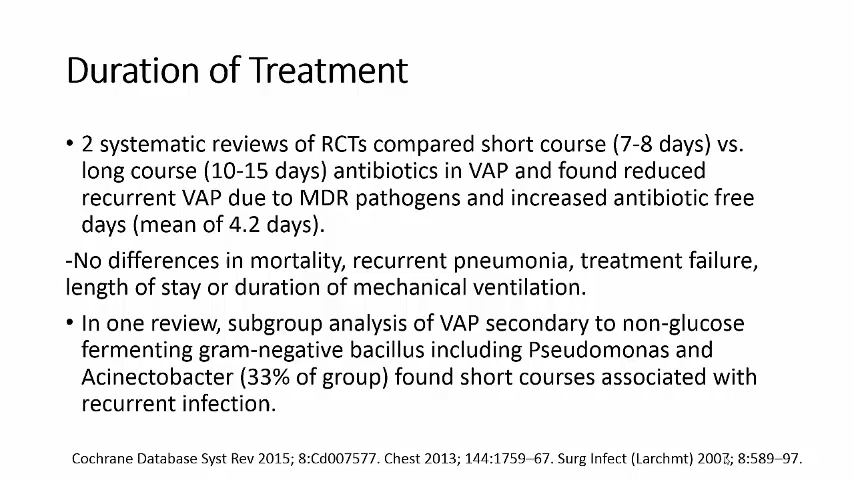 Duration of Treatment
• 2 systematic reviews of RCTs compared short course (7-8 days) vs.
long course (10-15 days) antibiotics in VAP and found reduced
recurrent VAP due to MDR pathogens and increased antibiotic free
days (mean of 4.2 days).
-No differences in mortality, recurrent pneumonia, treatment failure,
length of stay or duration of mechanical ventilation.
• In one review, subgroup analysis of VAP secondary to non-glucose
fermenting gram-negative bacillus including Pseudomonas and
Acinectobacter (33% of group) found short courses associated with
recurrent infection.
Cochrane Database Syst Rev 2015; 8:Cd007577. Chest 2013; 144:1759–67. Surg Infect (Larchmt) 2007; 8:589–97.